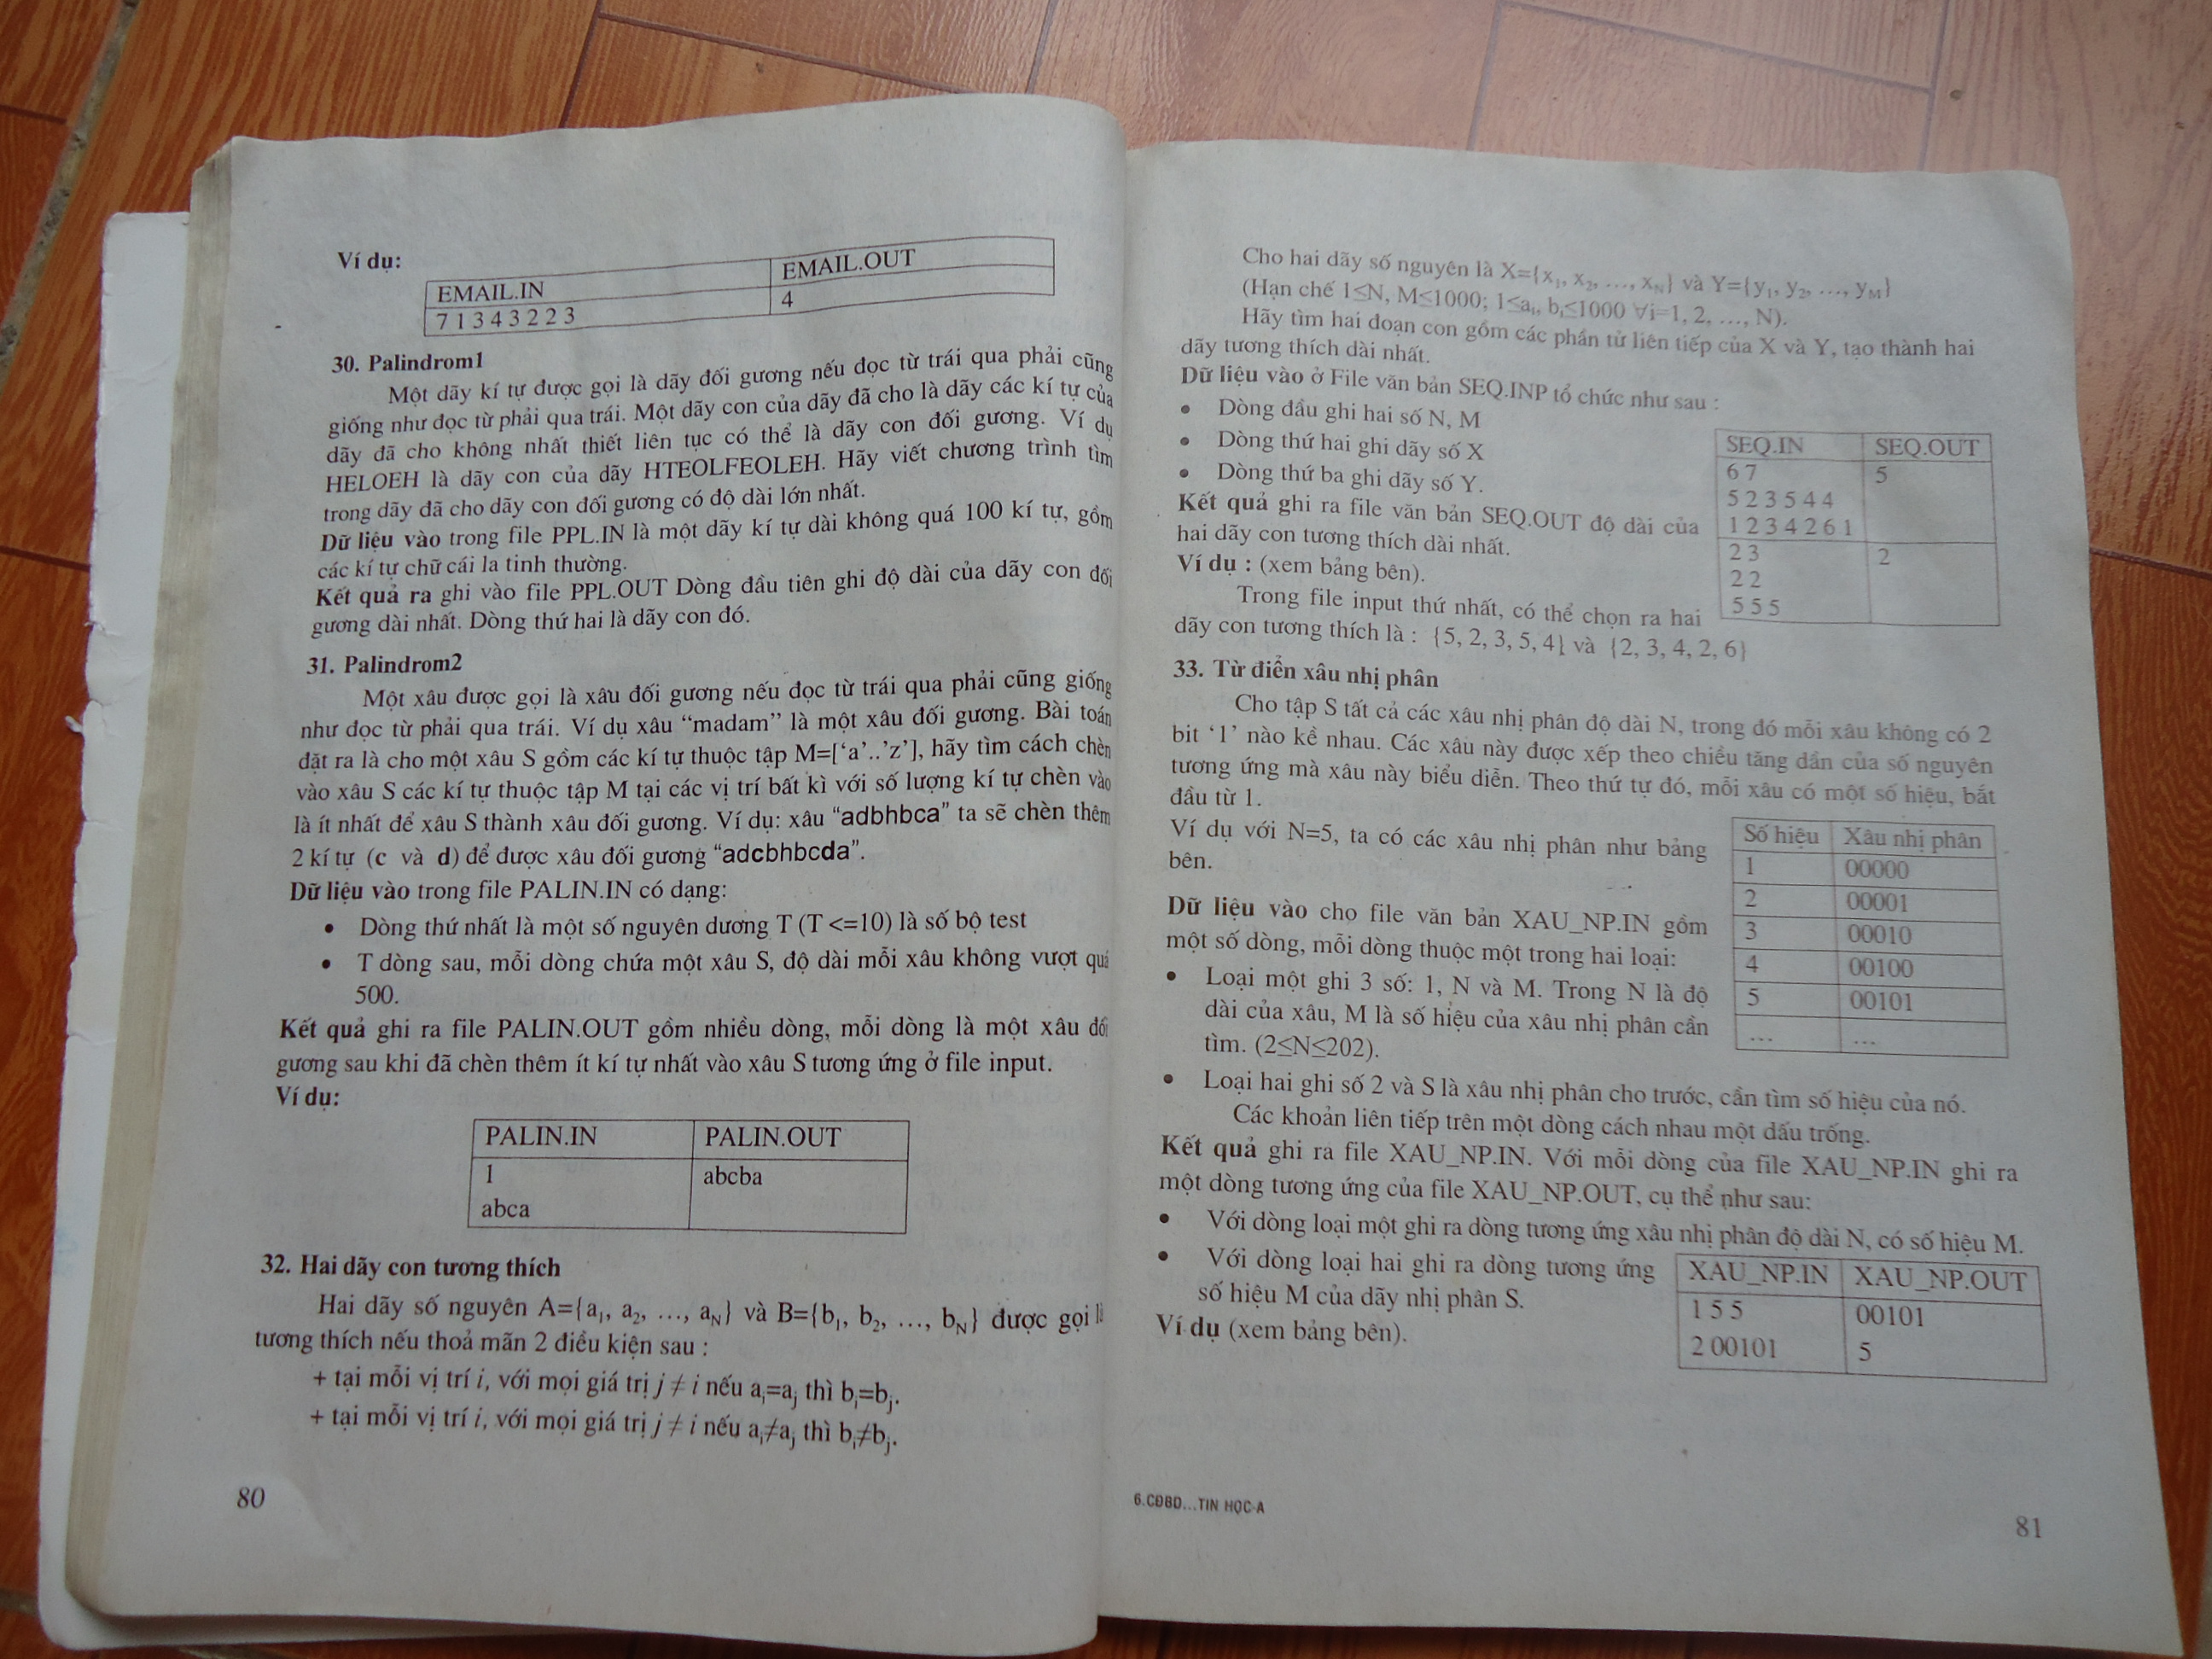 Ví dụ:
EMAIL.IN EMAIL.OUT
7 1 3 4 3 2 2 3 4
30. Palindrom1
Một dãy kí tự được gọi là dãy đối gương nếu đọc từ trái qua phải cũng
giống như đọc từ phải qua trái. Một dãy con của dãy đã cho là dãy các kí tự của
dãy đã cho không nhất thiết liên tục có thể là dãy con đối gương. Ví dụ
HELOEH là dãy con của dãy HTEOLFEOLEH. Hãy viết chương trình tìm
trong dãy đã cho dãy con đối gương có độ dài lớn nhất.
Dữ liệu vào trong file PPL.IN là một dãy kí tự dài không quá 100 kí tự, gồm
các kí tự chữ cái la tinh thường.
Kết quả ra ghi vào file PPL.OUT Dòng đầu tiên ghi độ dài của dãy con đối
gương dài nhất. Dòng thứ hai là dãy con đó.
31. Palindrom2
Một xâu được gọi là xâu đối gương nếu đọc từ trái qua phải cũng giống
như đọc từ phải qua trái. Ví dụ xâu “madam” là một xâu đối gương. Bài toán
đặt ra là cho một xâu S gồm các kí tự thuộc tập M=[‘a’..’z’], hãy tìm cách chèn
vào xâu S các kí tự thuộc tập M tại các vị trí bất kì với số lượng kí tự chèn vào
là ít nhất để xâu S thành xâu đối gương. Ví dụ: xâu “adbhbca” ta sẽ chèn thêm
2 kí tự (c và d) để được xâu đối gương “adcbhbcda”.
Dữ liệu vào trong file PALIN.IN có dạng:
• Dòng thứ nhất là một số nguyên dương T (T <=10) là số bộ test
• T dòng sau, mỗi dòng chứa một xâu S, độ dài mỗi xâu không vượt quá
500.
Kết quả ghi ra file PALIN.OUT gồm nhiều dòng, mỗi dòng là một xâu đối
gương sau khi đã chèn thêm ít kí tự nhất vào xâu S tương ứng ở file input.
Ví dụ:
PALIN.IN PALIN.OUT
1 abcba
abca
32. Hai dãy con tương thích
Hai dãy số nguyên A={a₁, a₂, …, a_N} và B={b₁, b₂, …, b_N} được gọi
tương thích nếu thoả mãn 2 điều kiện sau :
+ tại mỗi vị trí i, với mọi giá trị j ≠ i nếu aᵢ=aⱼ thì bᵢ=bⱼ.
+ tại mỗi vị trí i, với mọi giá trị j ≠ i nếu aᵢ≠aⱼ thì bᵢ≠bⱼ.
80
Cho hai dãy số nguyên là X={x₁, x₂, …, x_N} và Y={y₁, y₂, …, y_M}
(Hạn chế 1≤N, M≤1000; 1≤aᵢ, bᵢ≤1000 ∀i=1, 2, …, N).
Hãy tìm hai đoạn con gồm các phần tử liên tiếp của X và Y, tạo thành hai
dãy tương thích dài nhất.
Dữ liệu vào ở File văn bản SEQ.INP tổ chức như sau :
• Dòng đầu ghi hai số N, M
• Dòng thứ hai ghi dãy số X
• Dòng thứ ba ghi dãy số Y.
Kết quả ghi ra file văn bản SEQ.OUT độ dài của
hai dãy con tương thích dài nhất.
Ví dụ : (xem bảng bên).
SEQ.IN SEQ.OUT
6 7 5
5 2 3 5 4 4
1 2 3 4 2 6 1
2 3 2
2 2
5 5 5
Trong file input thứ nhất, có thể chọn ra hai
dãy con tương thích là : {5, 2, 3, 5, 4} và {2, 3, 4, 2, 6}
33. Từ điển xâu nhị phân
Cho tập S tất cả các xâu nhị phân độ dài N, trong đó mỗi xâu không có 2
bit ‘1’ nào kề nhau. Các xâu này được xếp theo chiều tăng dần của số nguyên
tương ứng mà xâu này biểu diễn. Theo thứ tự đó, mỗi xâu có một số hiệu, bắt
đầu từ 1.
Ví dụ với N=5, ta có các xâu nhị phân như bảng
bên.
Số hiệu Xâu nhị phân
1 00000
2 00001
3 00010
4 00100
5 00101
… …
Dữ liệu vào cho file văn bản XAU_NP.IN gồm
một số dòng, mỗi dòng thuộc một trong hai loại:
• Loại một ghi 3 số: 1, N và M. Trong N là độ
dài của xâu, M là số hiệu của xâu nhị phân cần
tìm. (2≤N≤202).
• Loại hai ghi số 2 và S là xâu nhị phân cho trước, cần tìm số hiệu của nó.
Các khoản liên tiếp trên một dòng cách nhau một dấu trống.
Kết quả ghi ra file XAU_NP.IN. Với mỗi dòng của file XAU_NP.IN ghi ra
một dòng tương ứng của file XAU_NP.OUT, cụ thể như sau:
• Với dòng loại một ghi ra dòng tương ứng xâu nhị phân độ dài N, có số hiệu M.
• Với dòng loại hai ghi ra dòng tương ứng
số hiệu M của dãy nhị phân S.
Ví dụ (xem bảng bên).
XAU_NP.IN XAU_NP.OUT
1 5 5 00101
2 00101 5
6.CĐBD...TIN HỌC-A
81